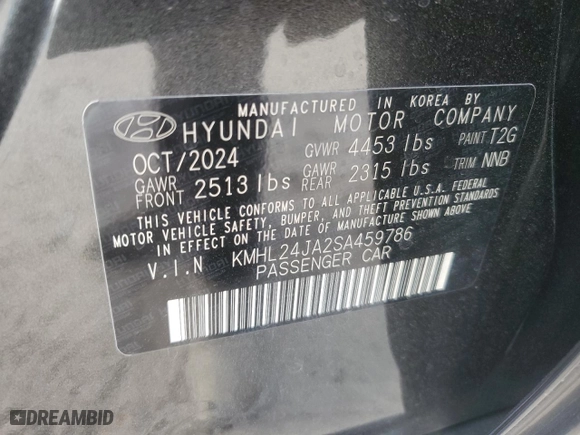 MANUFACTURED IN KOREA BY
HYUNDAI MOTOR COMPANY
OCT/2024 GVWR 4453 lbs PAINT T2G
GAWR FRONT 2513 lbs GAWR REAR 2315 lbs TRIM NNB
THIS VEHICLE CONFORMS TO ALL APPLICABLE U.S.A. FEDERAL
MOTOR VEHICLE SAFETY, BUMPER, AND THEFT PREVENTION STANDARDS
IN EFFECT ON THE DATE OF MANUFACTURE SHOWN ABOVE.
V.I.N KMHL24JA2SA459786
PASSENGER CAR
DREAMBID